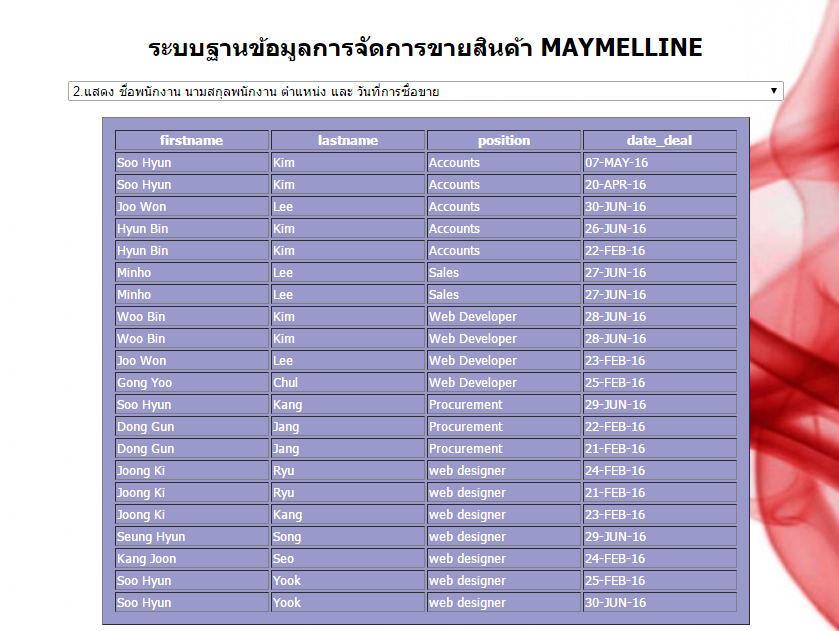 ระบบฐานข้อมูลการจัดการขายสินค้า MAYMELLINE
2.แสดง ชื่อพนักงาน นามสกุลพนักงาน ตำแหน่ง และ วันที่การซื้อขาย
firstname lastname position date_deal
Soo Hyun Kim Accounts 07-MAY-16
Soo Hyun Kim Accounts 20-APR-16
Joo Won Lee Accounts 30-JUN-16
Hyun Bin Kim Accounts 26-JUN-16
Hyun Bin Kim Accounts 22-FEB-16
Minho Lee Sales 27-JUN-16
Minho Lee Sales 27-JUN-16
Woo Bin Kim Web Developer 28-JUN-16
Woo Bin Kim Web Developer 28-JUN-16
Joo Won Lee Web Developer 23-FEB-16
Gong Yoo Chul Web Developer 25-FEB-16
Soo Hyun Kang Procurement 29-JUN-16
Dong Gun Jang Procurement 22-FEB-16
Dong Gun Jang Procurement 21-FEB-16
Joong Ki Ryu web designer 24-FEB-16
Joong Ki Ryu web designer 21-FEB-16
Joong Ki Kang web designer 23-FEB-16
Seung Hyun Song web designer 29-JUN-16
Kang Joon Seo web designer 24-FEB-16
Soo Hyun Yook web designer 25-FEB-16
Soo Hyun Yook web designer 30-JUN-16